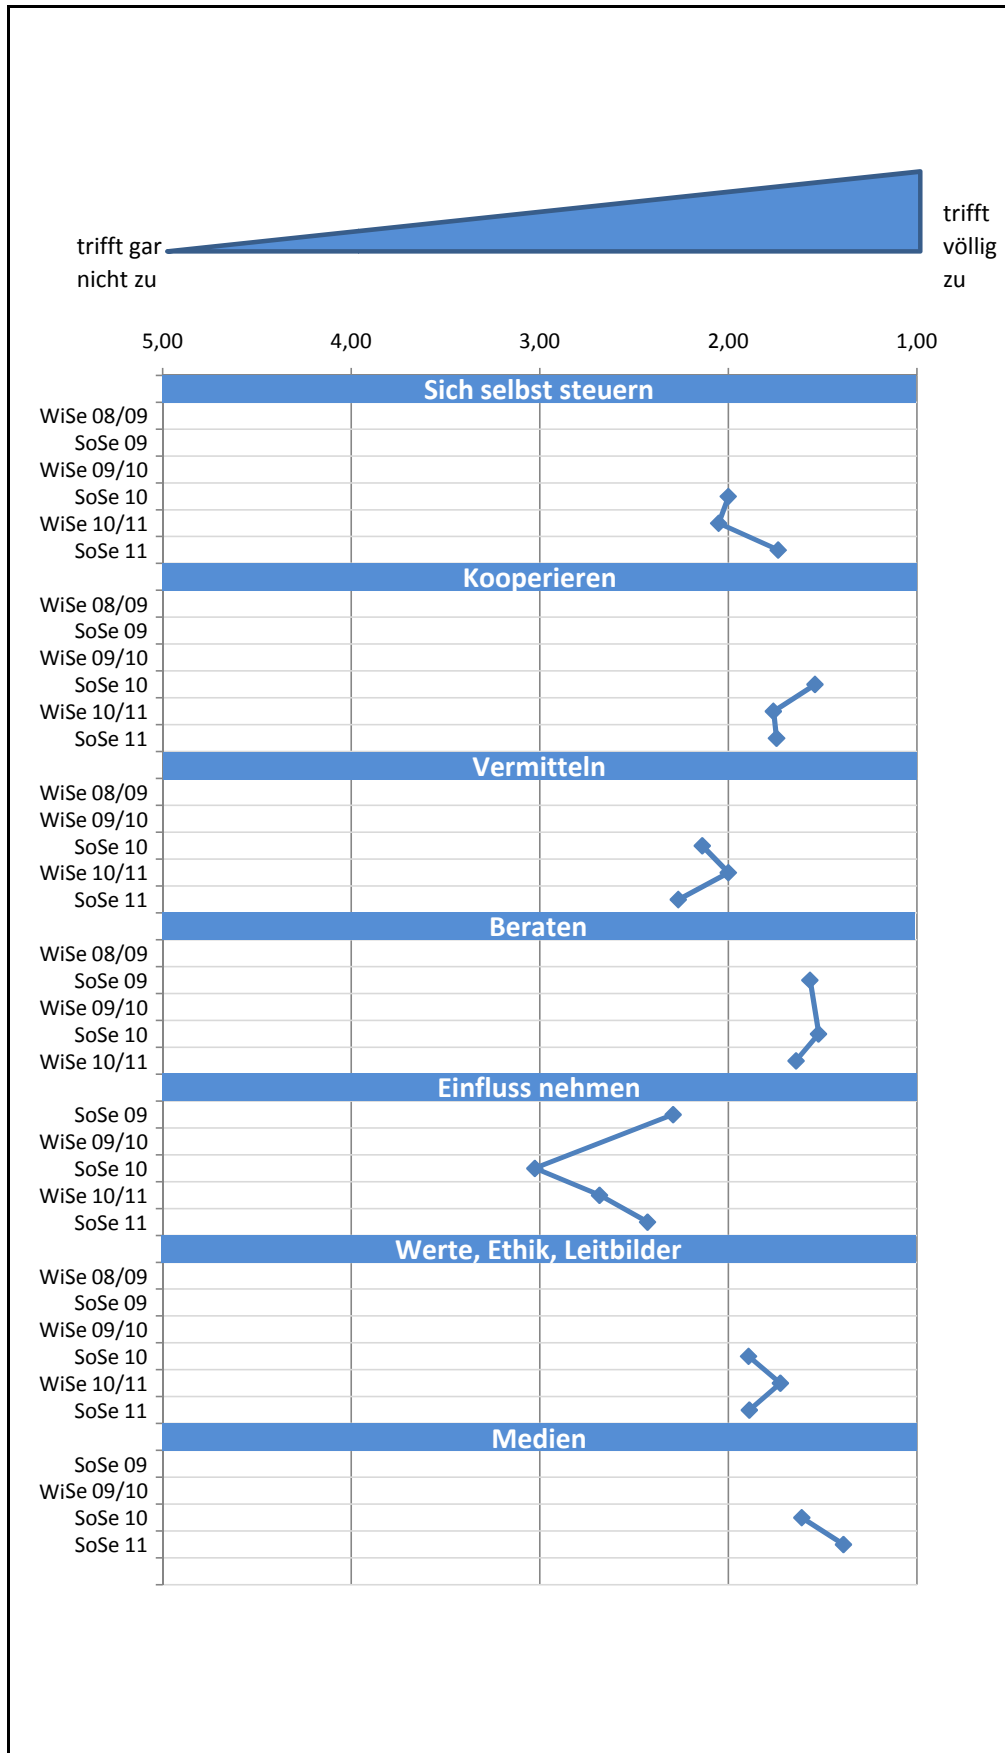 trifft gar
nicht zu
trifft
völlig
zu
5,00 4,00 3,00 2,00 1,00
Sich selbst steuern
WiSe 08/09
SoSe 09
WiSe 09/10
SoSe 10
WiSe 10/11
SoSe 11
Kooperieren
WiSe 08/09
SoSe 09
WiSe 09/10
SoSe 10
WiSe 10/11
SoSe 11
Vermitteln
WiSe 08/09
WiSe 09/10
SoSe 10
WiSe 10/11
SoSe 11
Beraten
WiSe 08/09
SoSe 09
WiSe 09/10
SoSe 10
WiSe 10/11
Einfluss nehmen
SoSe 09
WiSe 09/10
SoSe 10
WiSe 10/11
SoSe 11
Werte, Ethik, Leitbilder
WiSe 08/09
SoSe 09
WiSe 09/10
SoSe 10
WiSe 10/11
SoSe 11
Medien
SoSe 09
WiSe 09/10
SoSe 10
SoSe 11